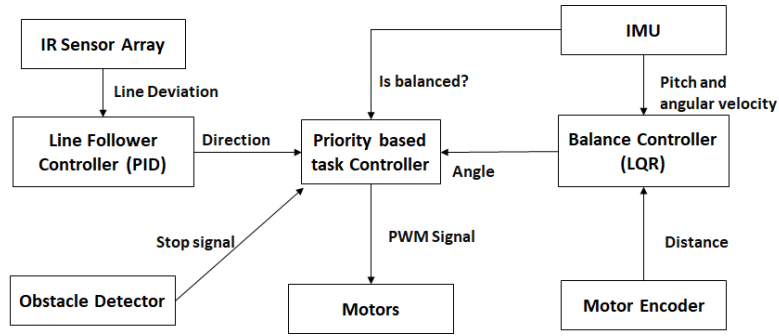 IR Sensor Array
IMU
Line Deviation
Is balanced?
Pitch and
angular velocity
Line Follower
Controller (PID)
Direction
Priority based
task Controller
Angle
Balance Controller
(LQR)
Stop signal
PWM Signal
Distance
Obstacle Detector
Motors
Motor Encoder